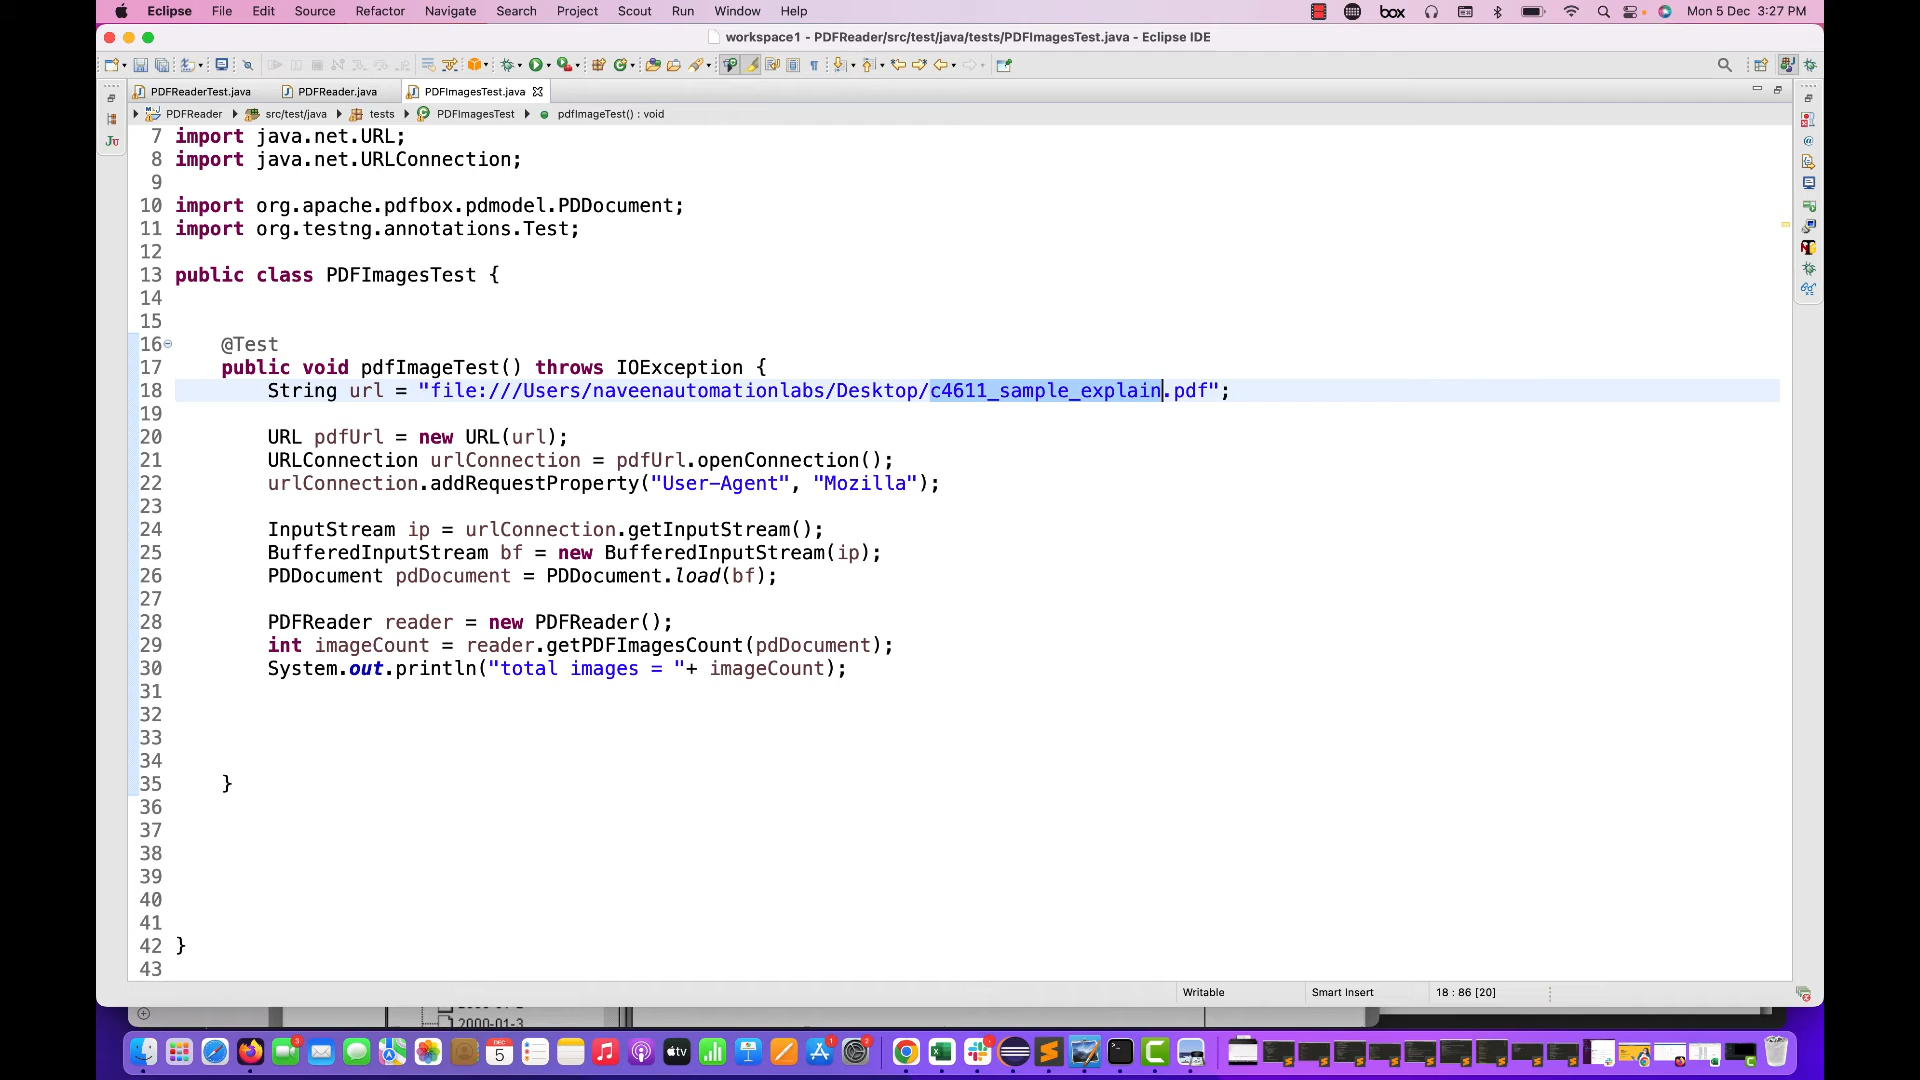 Eclipse File Edit Source Refactor Navigate Search Project Scout Run Window Help box Mon 5 Dec 3:27 PM
workspace1 - PDFReader/src/test/java/tests/PDFImagesTest.java - Eclipse IDE
PDFReaderTest.java PDFReader.java PDFImagesTest.java
PDFReader src/test/java tests PDFImagesTest pdfImageTest() : void
7 import java.net.URL;
8 import java.net.URLConnection;
9
10 import org.apache.pdfbox.pdmodel.PDDocument;
11 import org.testng.annotations.Test;
12
13 public class PDFImagesTest {
14
15
16 @Test
17 public void pdfImageTest() throws IOException {
18 String url = "file:///Users/naveenautomationlabs/Desktop/c4611_sample_explain.pdf";
19
20 URL pdfUrl = new URL(url);
21 URLConnection urlConnection = pdfUrl.openConnection();
22 urlConnection.addRequestProperty("User-Agent", "Mozilla");
23
24 InputStream ip = urlConnection.getInputStream();
25 BufferedInputStream bf = new BufferedInputStream(ip);
26 PDDocument pdDocument = PDDocument.load(bf);
27
28 PDFReader reader = new PDFReader();
29 int imageCount = reader.getPDFImagesCount(pdDocument);
30 System.out.println("total images = "+ imageCount);
31
32
33
34
35 }
36
37
38
39
40
41
42 }
43
Writable Smart Insert 18 : 86 [20]
2000-01-3
DEC
5
tv